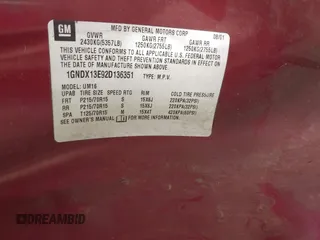 GM
MFD BY GENERAL MOTORS CORP
08/01
GVWR GAWR FRT GAWR RR
2430KG(5357LB) 1250KG(2755LB) 1250KG(2755LB)
THIS VEHICLE CONFORMS TO ALL APPLICABLE U.S. FEDERAL MOTOR
VEHICLE SAFETY AND THEFT PREVENTION STANDARDS IN EFFECT ON
THE DATE OF MANUFACTURE SHOWN ABOVE.
1GNDX13E92D136351 TYPE: M.P.V.
MODEL: UM16
TIRE SIZE SPEED RTG RIM COLD TIRE PRESSURE
FRT P215/70R15 S 15X6J
RR P215/70R15 S 15X6J
SPA T125/70R15 M 15X4T
SEE OWNER'S MANUAL FOR MORE INFORMATION.
© DREAMBID